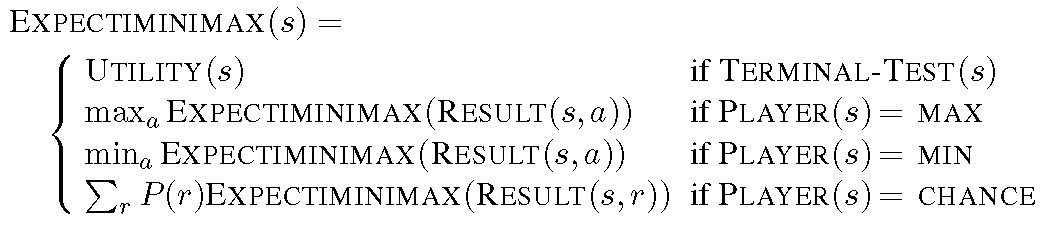 EXPECTIMINIMAX(s) =
UTILITY(s) if TERMINAL-TEST(s)
max_a EXPECTIMINIMAX(RESULT(s, a)) if PLAYER(s) = MAX
min_a EXPECTIMINIMAX(RESULT(s, a)) if PLAYER(s) = MIN
∑_r P(r)EXPECTIMINIMAX(RESULT(s, r)) if PLAYER(s) = CHANCE